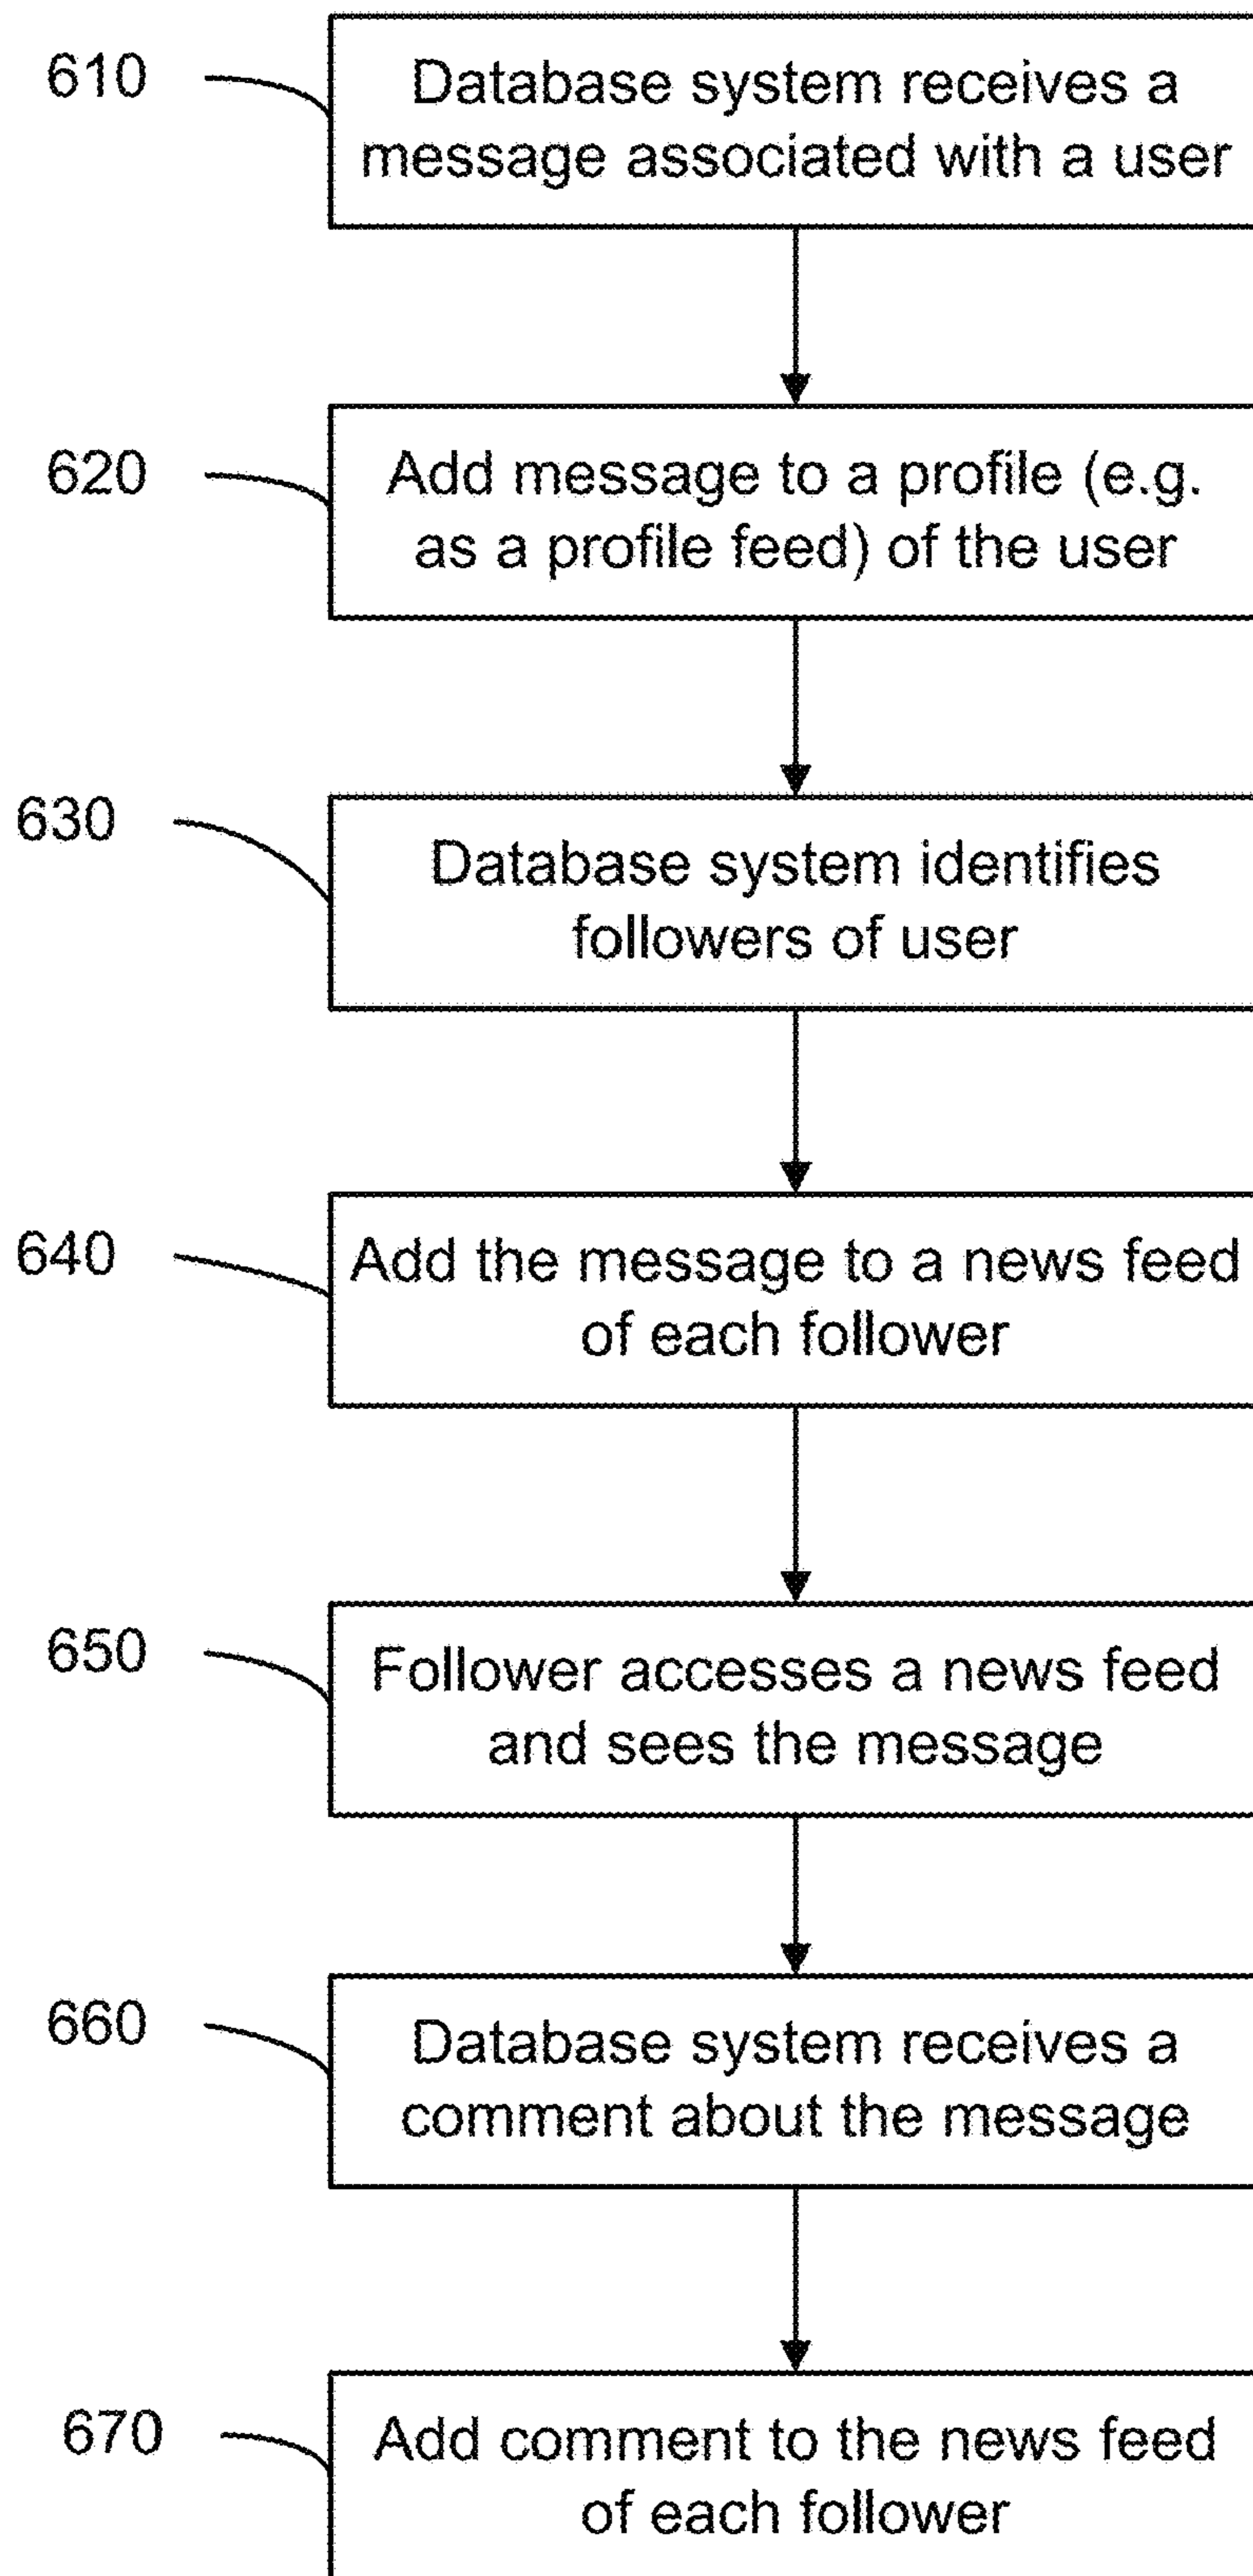 610
Database system receives a
message associated with a user
620
Add message to a profile (e.g.
as a profile feed) of the user
630
Database system identifies
followers of user
640
Add the message to a news feed
of each follower
650
Follower accesses a news feed
and sees the message
660
Database system receives a
comment about the message
670
Add comment to the news feed
of each follower